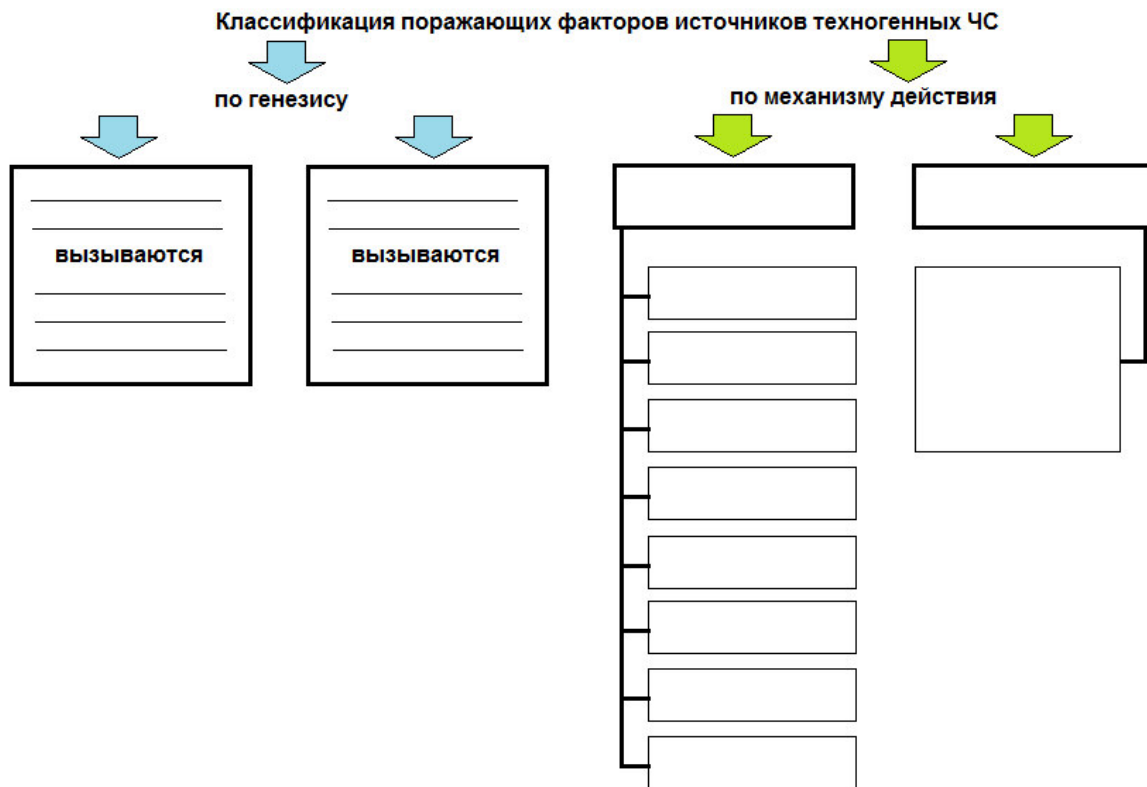 Классификация поражающих факторов источников техногенных ЧС
по генезису
по механизму действия
вызываются
вызываются